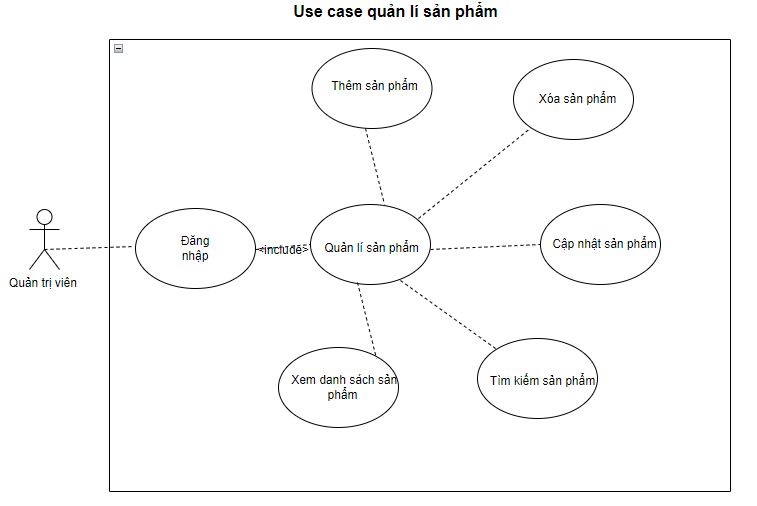 Use case quản lí sản phẩm
Thêm sản phẩm
Xóa sản phẩm
Đăng
nhập
<include>
Quản lí sản phẩm
Cập nhật sản phẩm
Quản trị viên
Xem danh sách sản
phẩm
Tìm kiếm sản phẩm